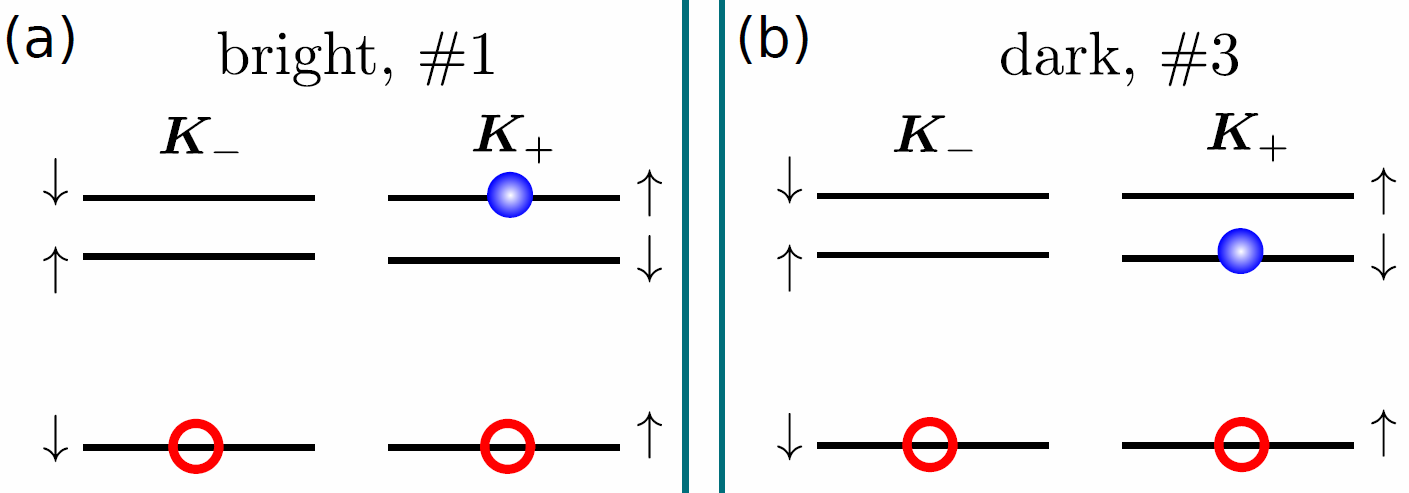 (a)
bright, #1
K₋ K₊
↓ ↑
↑ ↓
↓ ↑
(b)
dark, #3
K₋ K₊
↓ ↑
↑ ↓
↓ ↑